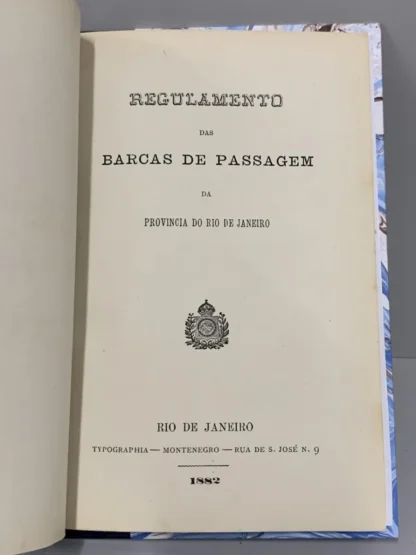 REGULAMENTO
DAS
BARCAS DE PASSAGEM
DA
PROVINCIA DO RIO DE JANEIRO
RIO DE JANEIRO
TYPOGRAPHIA — MONTENEGRO — RUA DE S. JOSÉ N. 9
1882